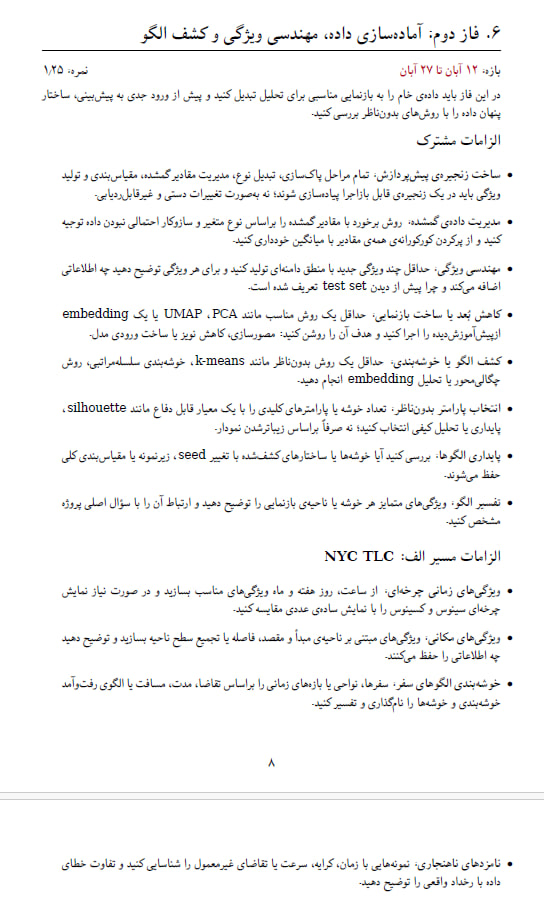 ۶. فاز دوم: آماده‌سازی داده، مهندسی ویژگی و کشف الگو
بازه: ۱۲ آبان تا ۲۷ آبان نمره: ۱٫۲۵
در این فاز باید داده‌ی خام را به بازنمایی مناسبی برای تحلیل تبدیل کنید و پیش از ورود جدی به پیش‌بینی، ساختار
پنهان داده را با روش‌های بدون‌ناظر بررسی کنید.
الزامات مشترک
• ساخت زنجیره‌ی پیش‌پردازش: تمام مراحل پاک‌سازی، تبدیل نوع، مدیریت مقادیر گمشده، مقیاس‌بندی و تولید
ویژگی باید در یک زنجیره‌ی قابل بازاجرا پیاده‌سازی شوند؛ نه به‌صورت تغییرات دستی و غیرقابل‌ردیابی.
• مدیریت داده‌ی گمشده: روش برخورد با مقادیر گمشده را براساس نوع متغیر و سازوکار احتمالی نبودن داده توجیه
کنید و از پرکردن کورکورانه‌ی همه‌ی مقادیر با میانگین خودداری کنید.
• مهندسی ویژگی: حداقل چند ویژگی جدید با منطق دامنه‌ای تولید کنید و برای هر ویژگی توضیح دهید چه اطلاعاتی
اضافه می‌کند و چرا پیش از دیدن test set تعریف شده است.
• کاهش بُعد یا ساخت بازنمایی: حداقل یک روش مناسب مانند UMAP ،PCA یا یک embedding
ازپیش‌آموزش‌دیده را اجرا کنید و هدف آن را روشن کنید: مصورسازی، کاهش نویز یا ساخت ورودی مدل.
• کشف الگو یا خوشه‌بندی: حداقل یک روش بدون‌ناظر مانند k-means، خوشه‌بندی سلسله‌مراتبی، روش
چگالی‌محور یا تحلیل embedding انجام دهید.
• انتخاب پارامتر بدون‌ناظر: تعداد خوشه یا پارامترهای کلیدی را با یک معیار قابل دفاع مانند silhouette،
پایداری یا تحلیل کیفی انتخاب کنید؛ نه صرفاً براساس زیباترشدن نمودار.
• پایداری الگوها: بررسی کنید آیا خوشه‌ها یا ساختارهای کشف‌شده با تغییر seed، زیرنمونه یا مقیاس‌بندی کلی
حفظ می‌شوند.
• تفسیر الگو: ویژگی‌های متمایز هر خوشه یا ناحیه‌ی بازنمایی را توضیح دهید و ارتباط آن را با سؤال اصلی پروژه
مشخص کنید.
الزامات مسیر الف: NYC TLC
• ویژگی‌های زمانی چرخه‌ای: از ساعت، روز هفته و ماه ویژگی‌های مناسب بسازید و در صورت نیاز نمایش
چرخه‌ای سینوس و کسینوس را با نمایش ساده‌ی عددی مقایسه کنید.
• ویژگی‌های مکانی: ویژگی‌های مبتنی بر ناحیه‌ی مبدأ و مقصد، فاصله یا تجمیع سطح ناحیه بسازید و توضیح دهید
چه اطلاعاتی را حفظ می‌کنند.
• خوشه‌بندی الگوهای سفر: سفرها، نواحی یا بازه‌های زمانی را براساس تقاضا، مدت، مسافت یا الگوی رفت‌وآمد
خوشه‌بندی و خوشه‌ها را نام‌گذاری و تفسیر کنید.
۸
• نامزدهای ناهنجاری: نمونه‌هایی با زمان، کرایه، سرعت یا تقاضای غیرمعمول را شناسایی کنید و تفاوت خطای
داده با رخداد واقعی را توضیح دهید.